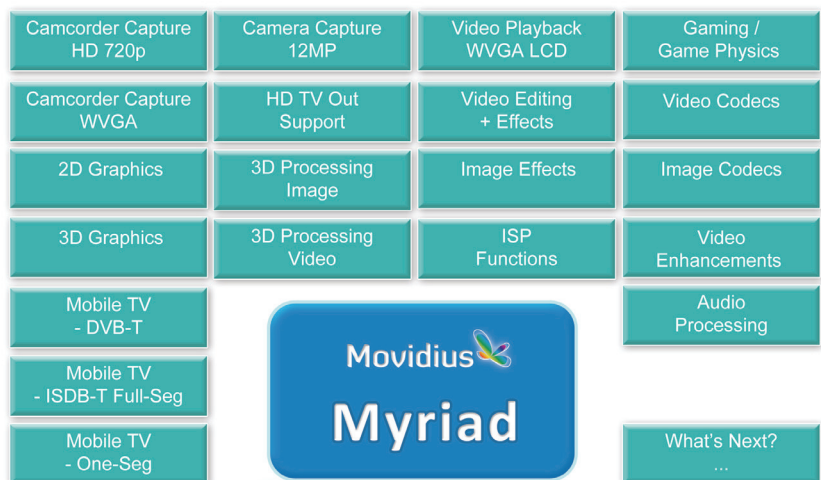 Camcorder Capture
HD 720p
Camera Capture
12MP
Video Playback
WVGA LCD
Gaming /
Game Physics
Camcorder Capture
WVGA
HD TV Out
Support
Video Editing
+ Effects
Video Codecs
2D Graphics
3D Processing
Image
Image Effects
Image Codecs
3D Graphics
3D Processing
Video
ISP
Functions
Video
Enhancements
Mobile TV
- DVB-T
Audio
Processing
Movidius
Myriad
Mobile TV
- ISDB-T Full-Seg
Mobile TV
- One-Seg
What's Next?
...